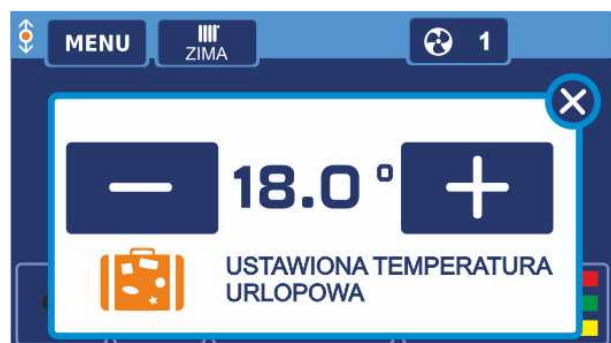 MENU
ZIMA
1
18.0°
USTAWIONA TEMPERATURA
URLOPOWA